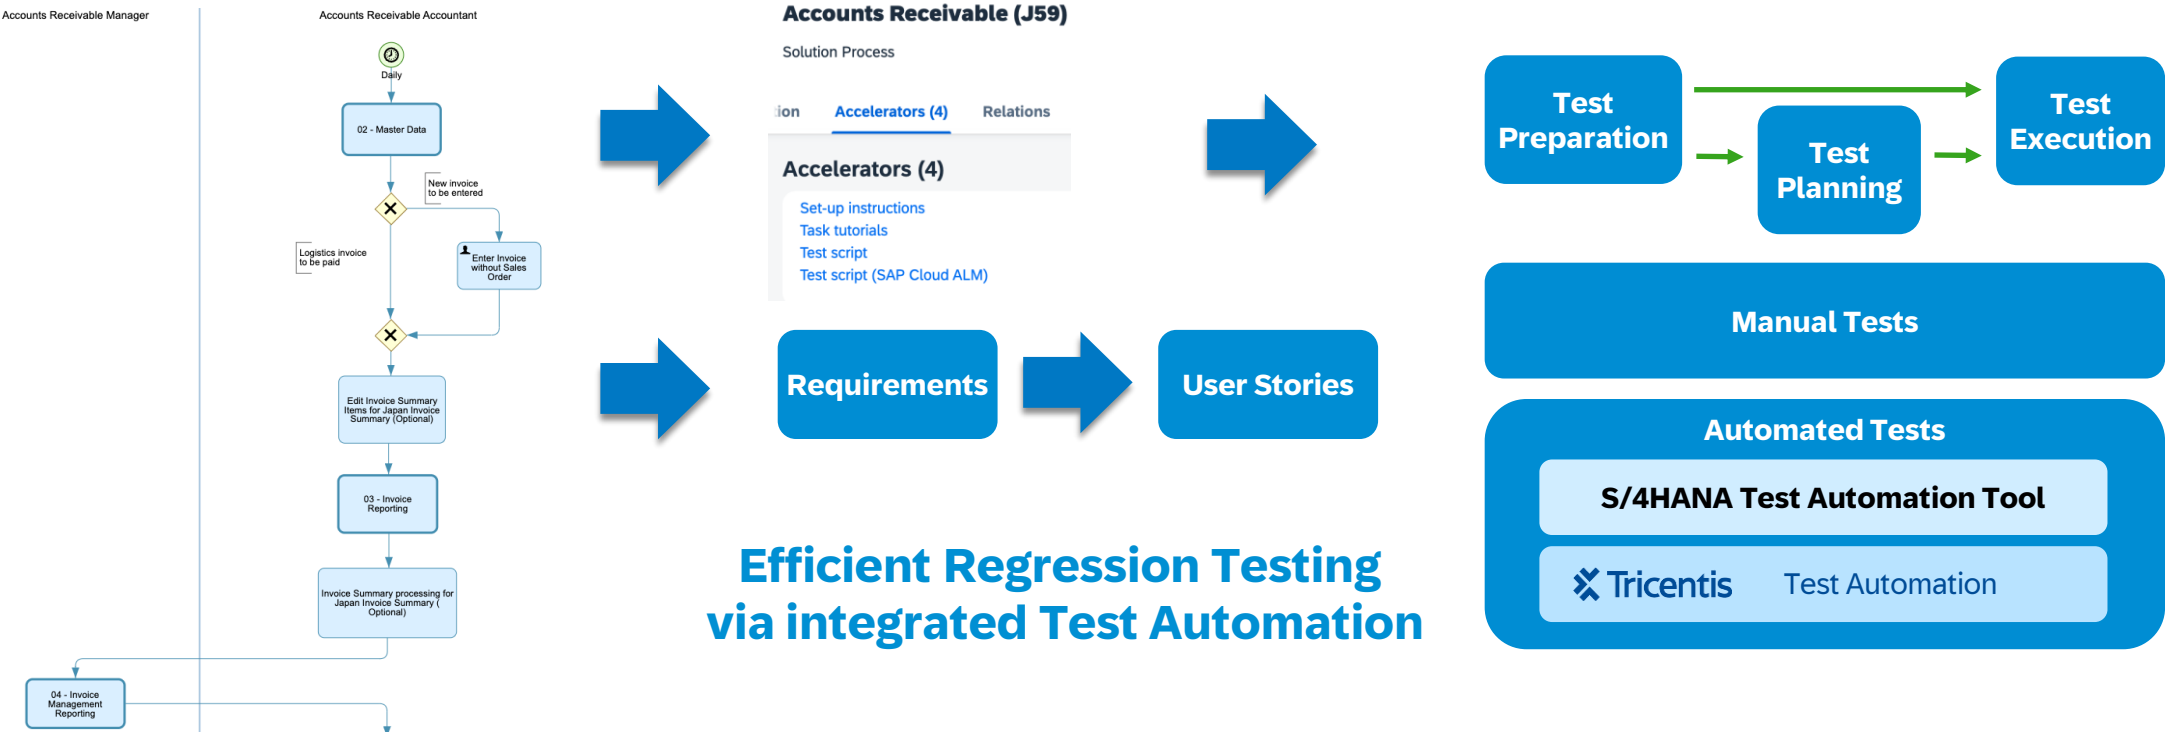 Accounts Receivable Manager
Accounts Receivable Accountant
Daily
02 - Master Data
New invoice
to be entered
Logistics invoice
to be paid
Enter Invoice
without Sales
Order
Edit Invoice Summary
Items for Japan Invoice
Summary (Optional)
03 - Invoice
Reporting
Invoice Summary processing for
Japan Invoice Summary (
Optional)
04 - Invoice
Management
Reporting
Accounts Receivable (J59)
Solution Process
tion
Accelerators (4)
Relations
Accelerators (4)
Set-up instructions
Task tutorials
Test script
Test script (SAP Cloud ALM)
Requirements
User Stories
Efficient Regression Testing
via integrated Test Automation
Test
Preparation
Test
Planning
Test
Execution
Manual Tests
Automated Tests
S/4HANA Test Automation Tool
Tricentis Test Automation